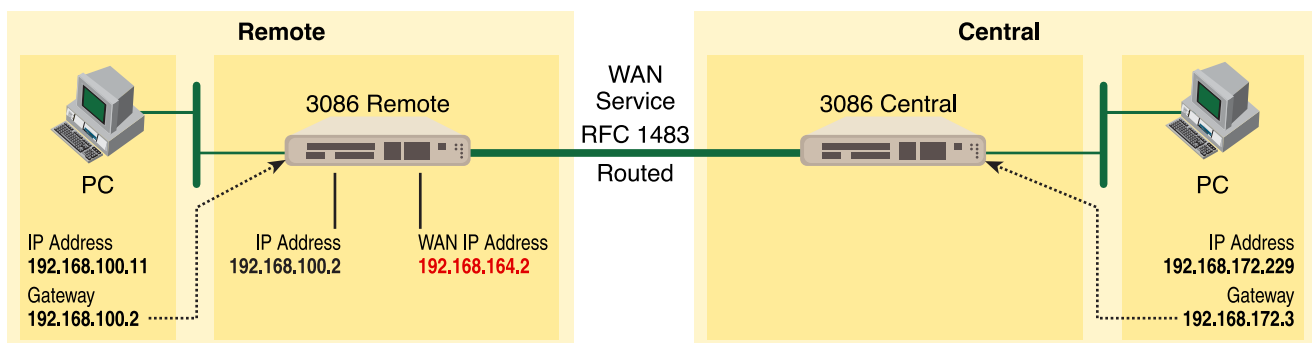 Remote
PC
IP Address
192.168.100.11
Gateway
192.168.100.2
3086 Remote
IP Address
192.168.100.2
WAN IP Address
192.168.164.2
WAN
Service
RFC 1483
Routed
Central
3086 Central
PC
IP Address
192.168.172.229
Gateway
192.168.172.3